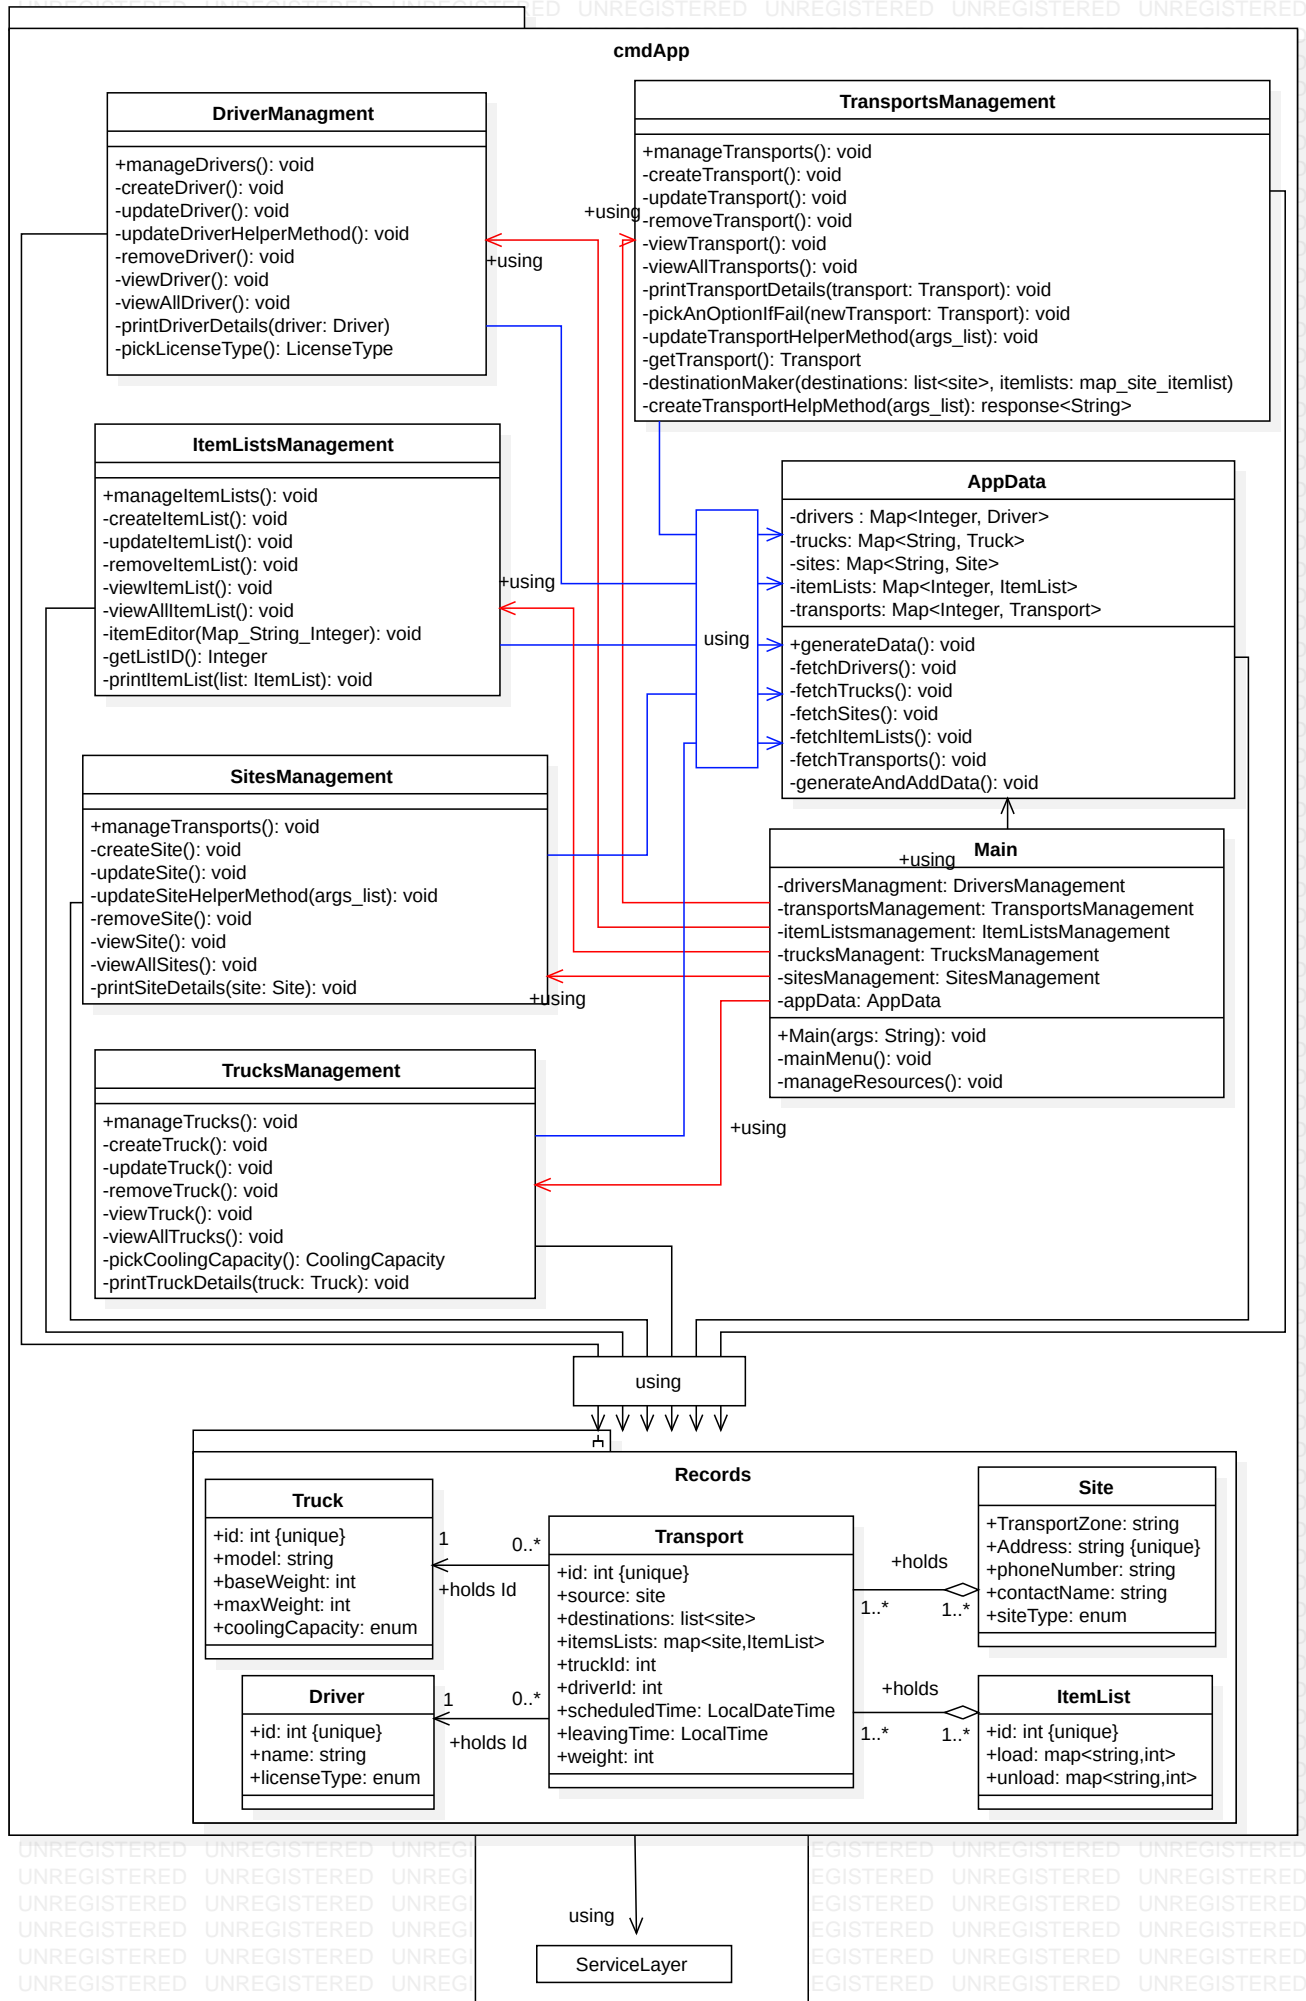 cmdApp
DriverManagment
+manageDrivers(): void
-createDriver(): void
-updateDriver(): void
-updateDriverHelperMethod(): void
-removeDriver(): void
-viewDriver(): void
-viewAllDriver(): void
-printDriverDetails(driver: Driver)
-pickLicenseType(): LicenseType
TransportsManagement
+manageTransports(): void
-createTransport(): void
-updateTransport(): void
-removeTransport(): void
-viewTransport(): void
-viewAllTransports(): void
-printTransportDetails(transport: Transport): void
-pickAnOptionIfFail(newTransport: Transport): void
-updateTransportHelperMethod(args_list): void
-getTransport(): Transport
-destinationMaker(destinations: list<site>, itemlists: map_site_itemlist)
-createTransportHelpMethod(args_list): response<String>
+using
+using
ItemListsManagement
+manageItemLists(): void
-createItemList(): void
-updateItemList(): void
-removeItemList(): void
-viewItemList(): void
-viewAllItemList(): void
-itemEditor(Map_String_Integer): void
-getListID(): Integer
-printItemList(list: ItemList): void
+using
using
AppData
-drivers : Map<Integer, Driver>
-trucks: Map<String, Truck>
-sites: Map<String, Site>
-itemLists: Map<Integer, ItemList>
-transports: Map<Integer, Transport>
+generateData(): void
-fetchDrivers(): void
-fetchTrucks(): void
-fetchSites(): void
-fetchItemLists(): void
-fetchTransports(): void
-generateAndAddData(): void
SitesManagement
+manageTransports(): void
-createSite(): void
-updateSite(): void
-updateSiteHelperMethod(args_list): void
-removeSite(): void
-viewSite(): void
-viewAllSites(): void
-printSiteDetails(site: Site): void
+using
Main
+using
-driversManagment: DriversManagement
-transportsManagement: TransportsManagement
-itemListsmanagement: ItemListsManagement
-trucksManagent: TrucksManagement
-sitesManagement: SitesManagement
-appData: AppData
+Main(args: String): void
-mainMenu(): void
-manageResources(): void
TrucksManagement
+manageTrucks(): void
-createTruck(): void
-updateTruck(): void
-removeTruck(): void
-viewTruck(): void
-viewAllTrucks(): void
-pickCoolingCapacity(): CoolingCapacity
-printTruckDetails(truck: Truck): void
+using
using
Records
Truck
+id: int {unique}
+model: string
+baseWeight: int
+maxWeight: int
+coolingCapacity: enum
1
0..*
+holds Id
Transport
+id: int {unique}
+source: site
+destinations: list<site>
+itemsLists: map<site,ItemList>
+truckId: int
+driverId: int
+scheduledTime: LocalDateTime
+leavingTime: LocalTime
+weight: int
Site
+TransportZone: string
+Address: string {unique}
+phoneNumber: string
+contactName: string
+siteType: enum
+holds
1..*
1..*
Driver
+id: int {unique}
+name: string
+licenseType: enum
1
0..*
+holds Id
+holds
1..*
1..*
ItemList
+id: int {unique}
+load: map<string,int>
+unload: map<string,int>
using
ServiceLayer
UNREGISTERED UNREGISTERED UNREGISTERED UNREGISTERED